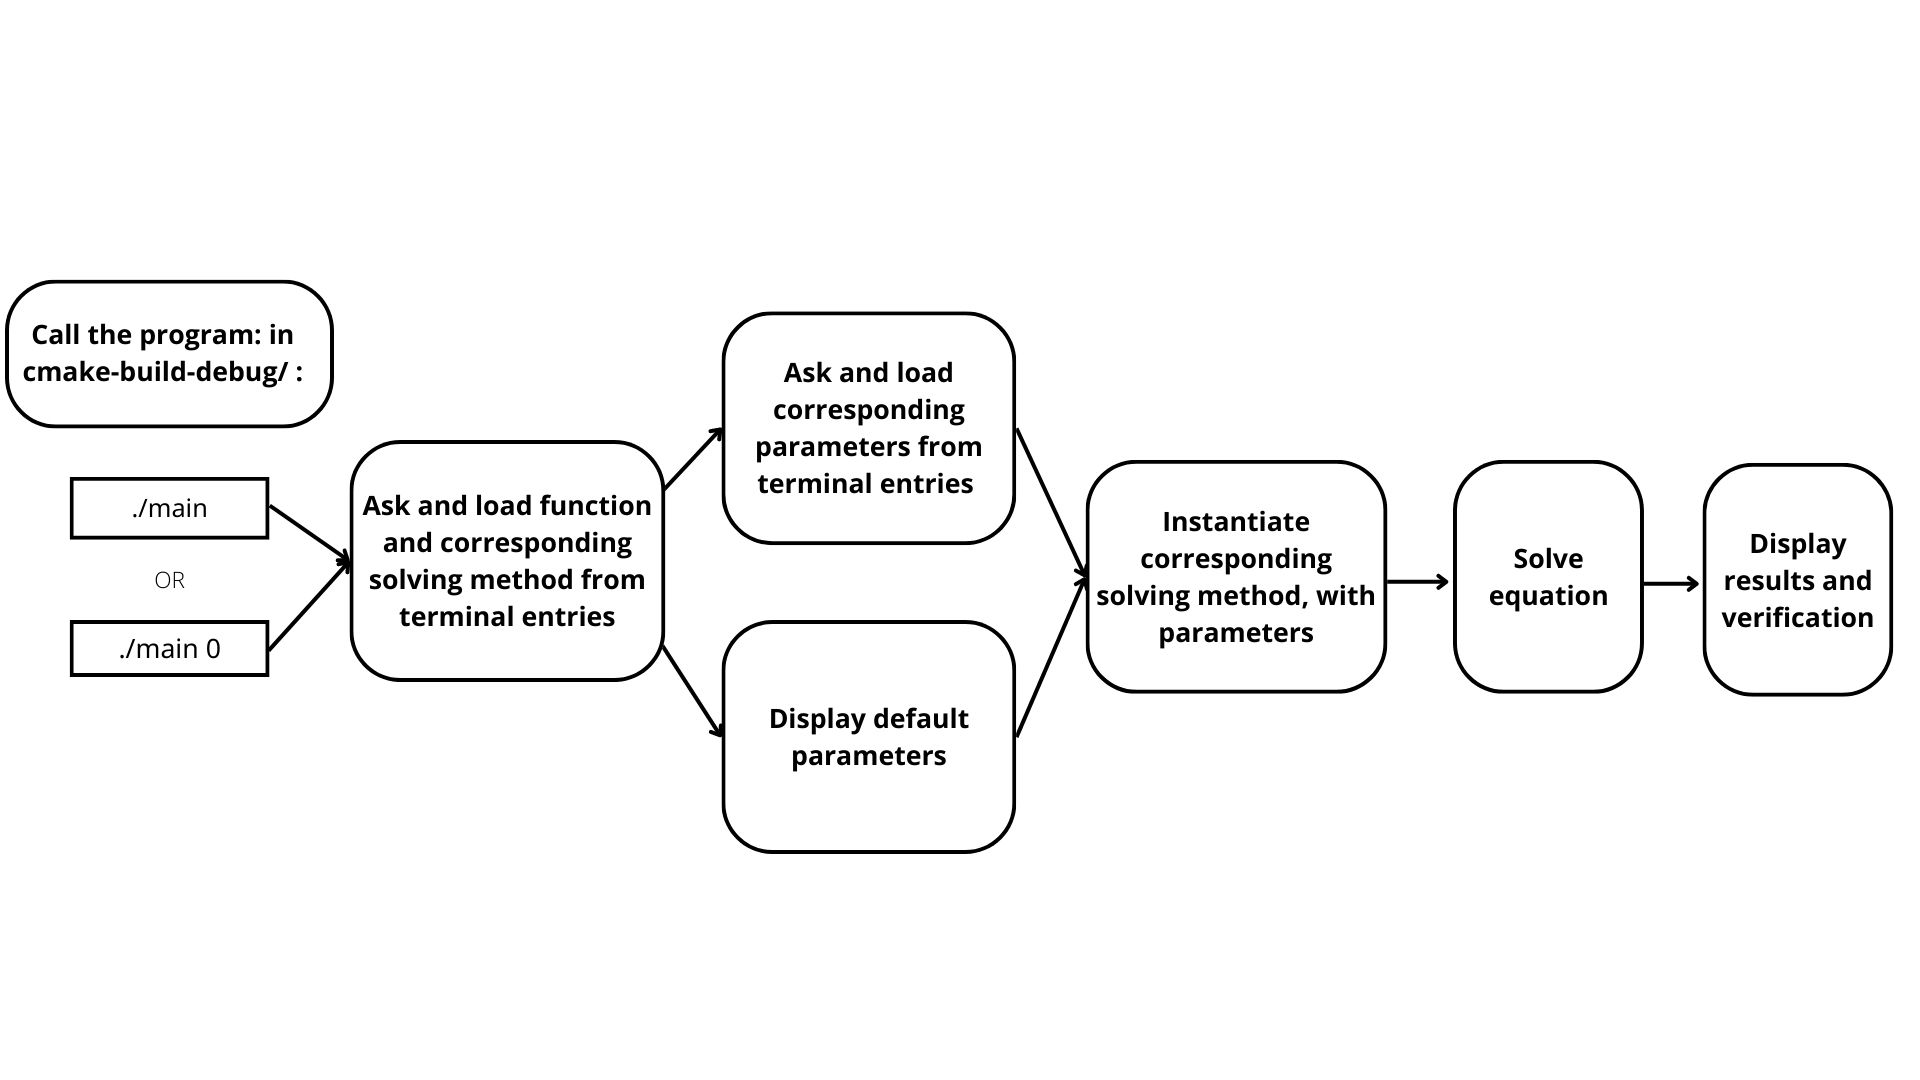 Call the program: in
cmake-build-debug/ :
./main
OR
./main 0
Ask and load function
and corresponding
solving method from
terminal entries
Ask and load
corresponding
parameters from
terminal entries
Display default
parameters
Instantiate
corresponding
solving method, with
parameters
Solve
equation
Display
results and
verification